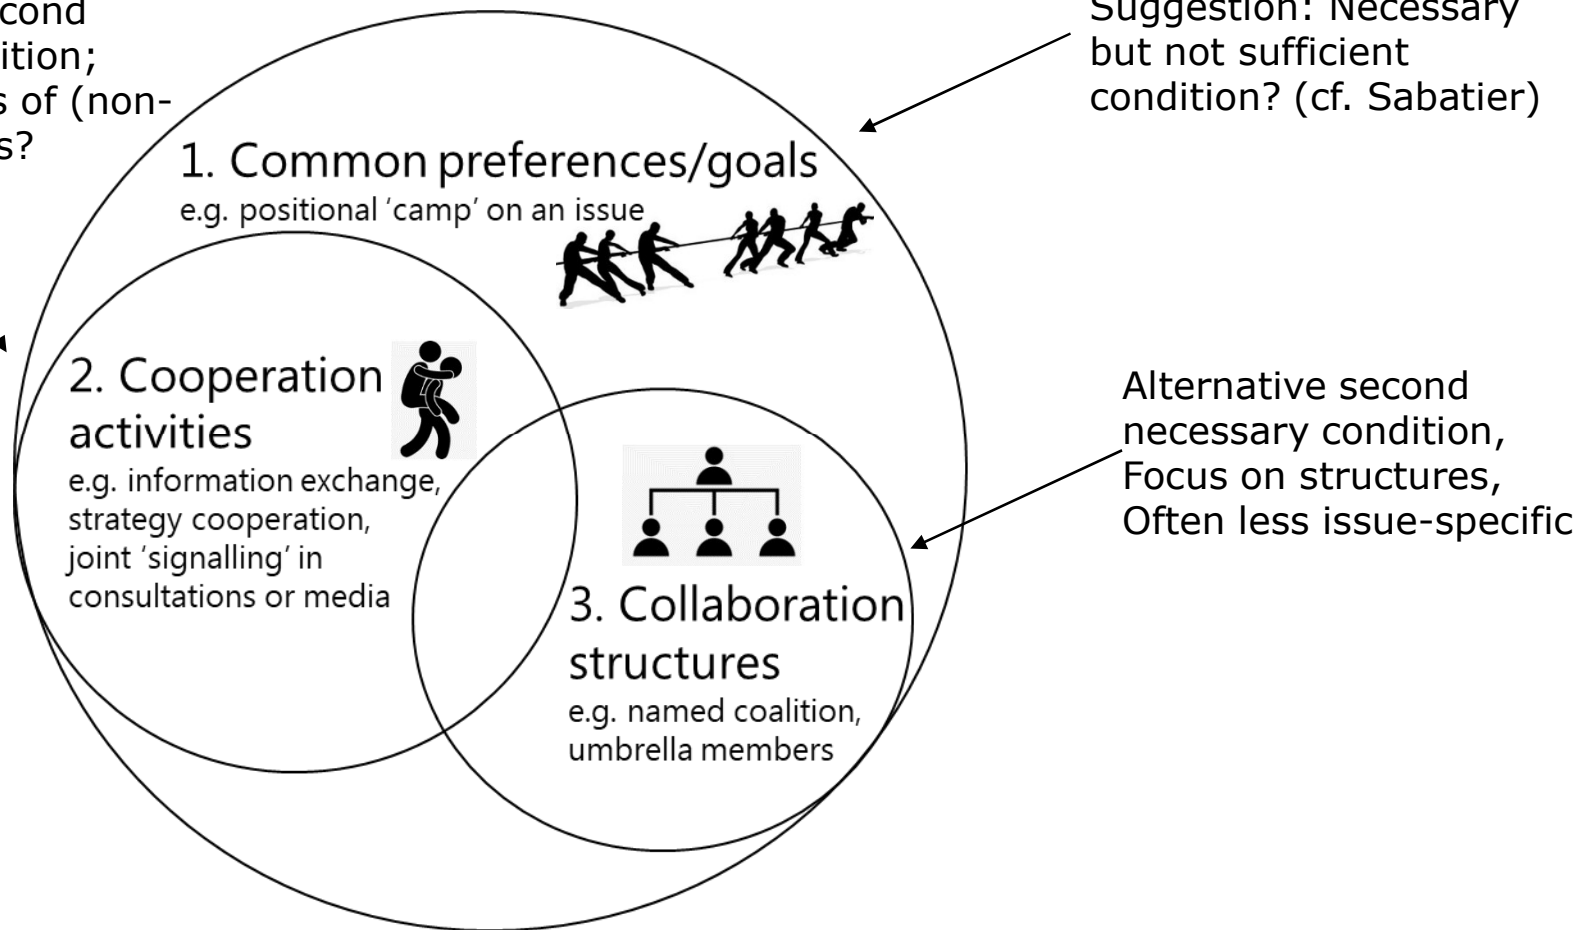 ition;
s of (non-
s?
Suggestion: Necessary
but not sufficient
condition? (cf. Sabatier)
1. Common preferences/goals
e.g. positional ‘camp’ on an issue
2. Cooperation
activities
e.g. information exchange,
strategy cooperation,
joint ‘signalling’ in
consultations or media
3. Collaboration
structures
e.g. named coalition,
umbrella members
Alternative second
necessary condition,
Focus on structures,
Often less issue-specific